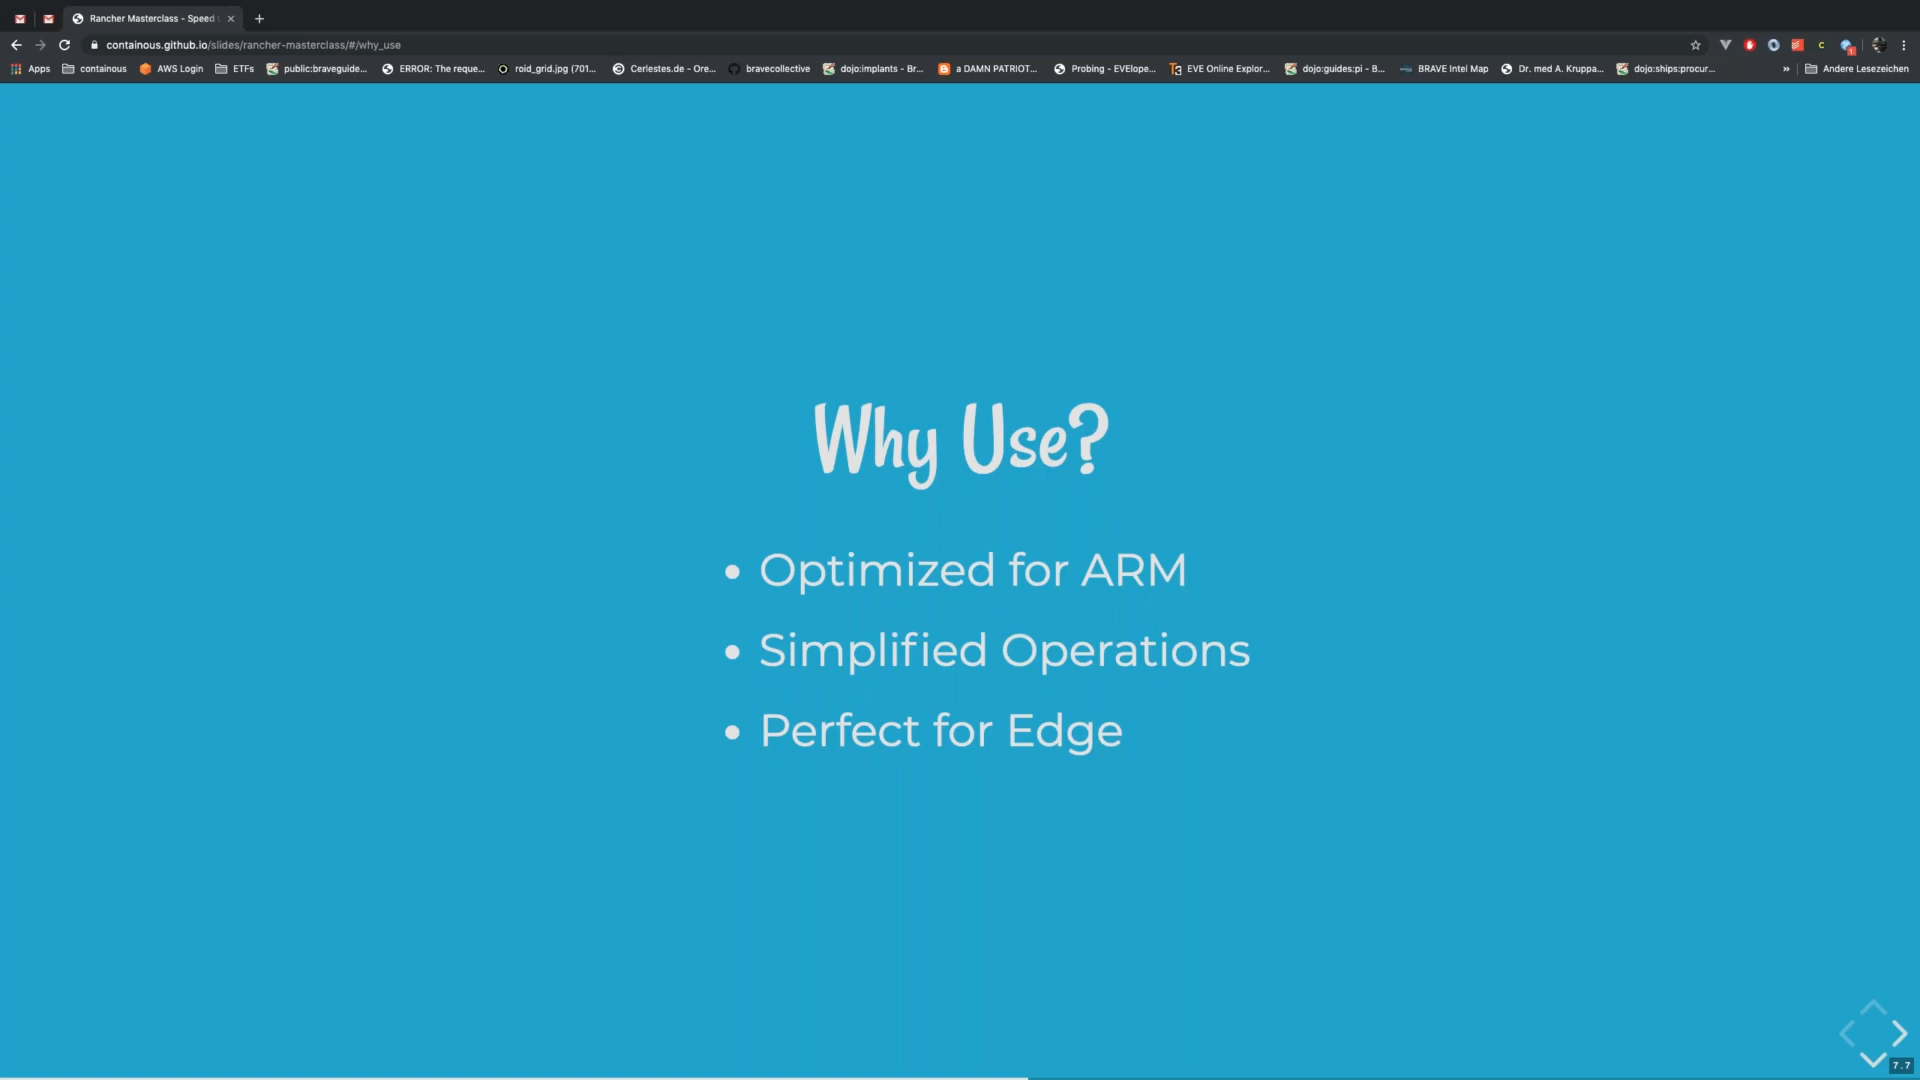 Rancher Masterclass - Speed
containous.github.io/slides/rancher-masterclass/#/why_use
Apps containous AWS Login ETFs public:braveguide... ERROR: The reque... roid_grid.jpg (701... Cerlestes.de - Ore... bravecollective dojo:implants - Br... a DAMN PATRIOT... Probing - EVElope... EVE Online Explor... dojo:guides:pi - B... BRAVE Intel Map Dr. med A. Kruppa... dojo:ships:procur... » Andere Lesezeichen
Why Use?
• Optimized for ARM
• Simplified Operations
• Perfect for Edge
7.7